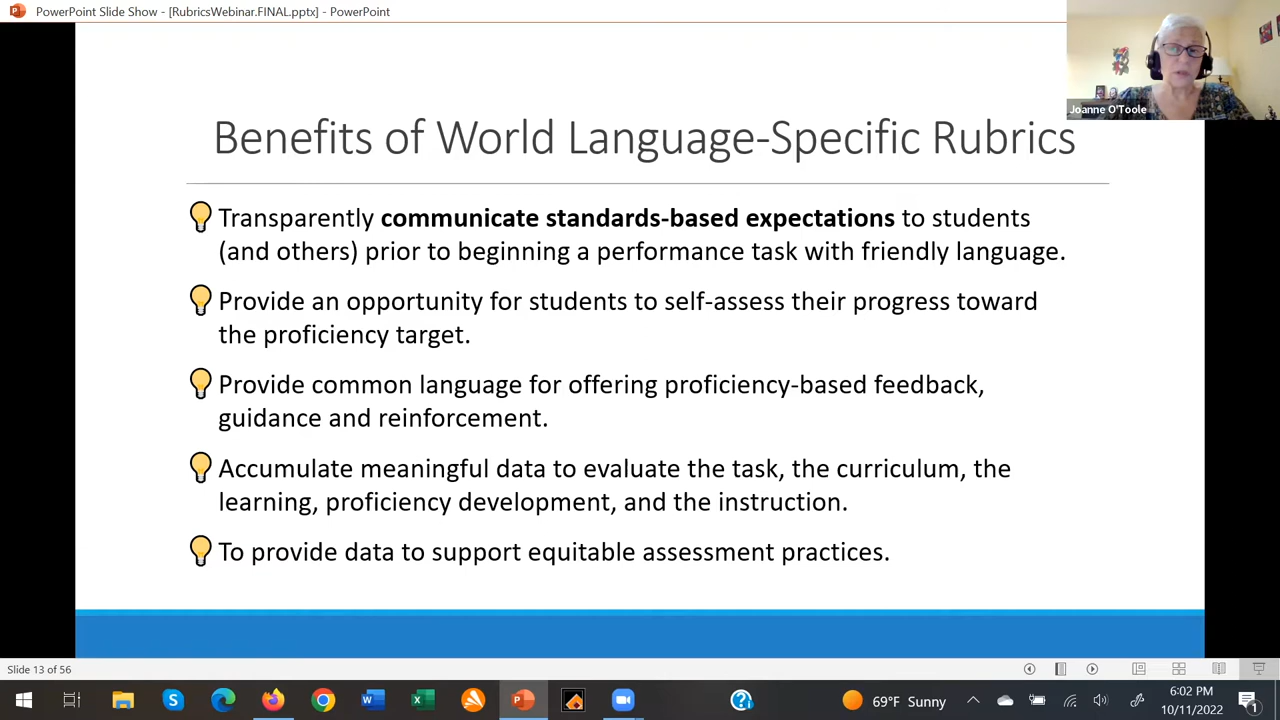 PowerPoint Slide Show - [RubricsWebinar.FINAL.pptx] - PowerPoint
Joanne O'Toole
Benefits of World Language-Specific Rubrics
Transparently communicate standards-based expectations to students
(and others) prior to beginning a performance task with friendly language.
Provide an opportunity for students to self-assess their progress toward
the proficiency target.
Provide common language for offering proficiency-based feedback,
guidance and reinforcement.
Accumulate meaningful data to evaluate the task, the curriculum, the
learning, proficiency development, and the instruction.
To provide data to support equitable assessment practices.
Slide 13 of 56
69°F Sunny
6:02 PM
10/11/2022
1